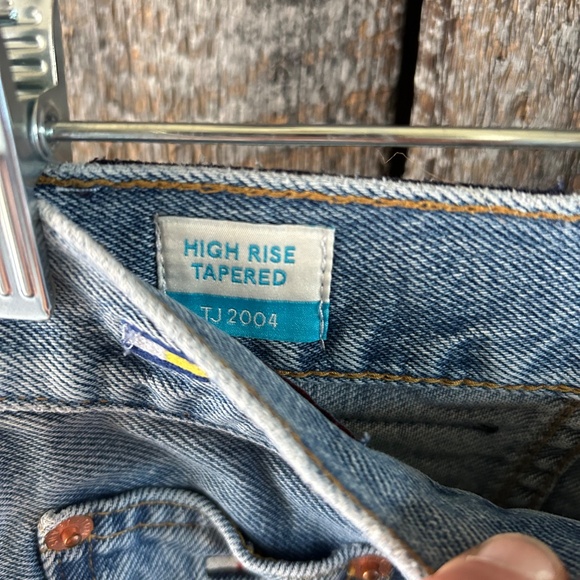 HIGH RISE
TAPERED
TJ 2004